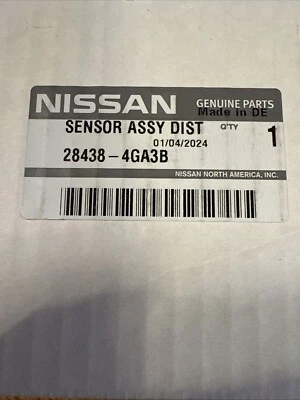 NISSAN
GENUINE PARTS
Made in DE
SENSOR ASSY DIST Q'TY 1
01/04/2024
28438-4GA3B
NISSAN NORTH AMERICA, INC.